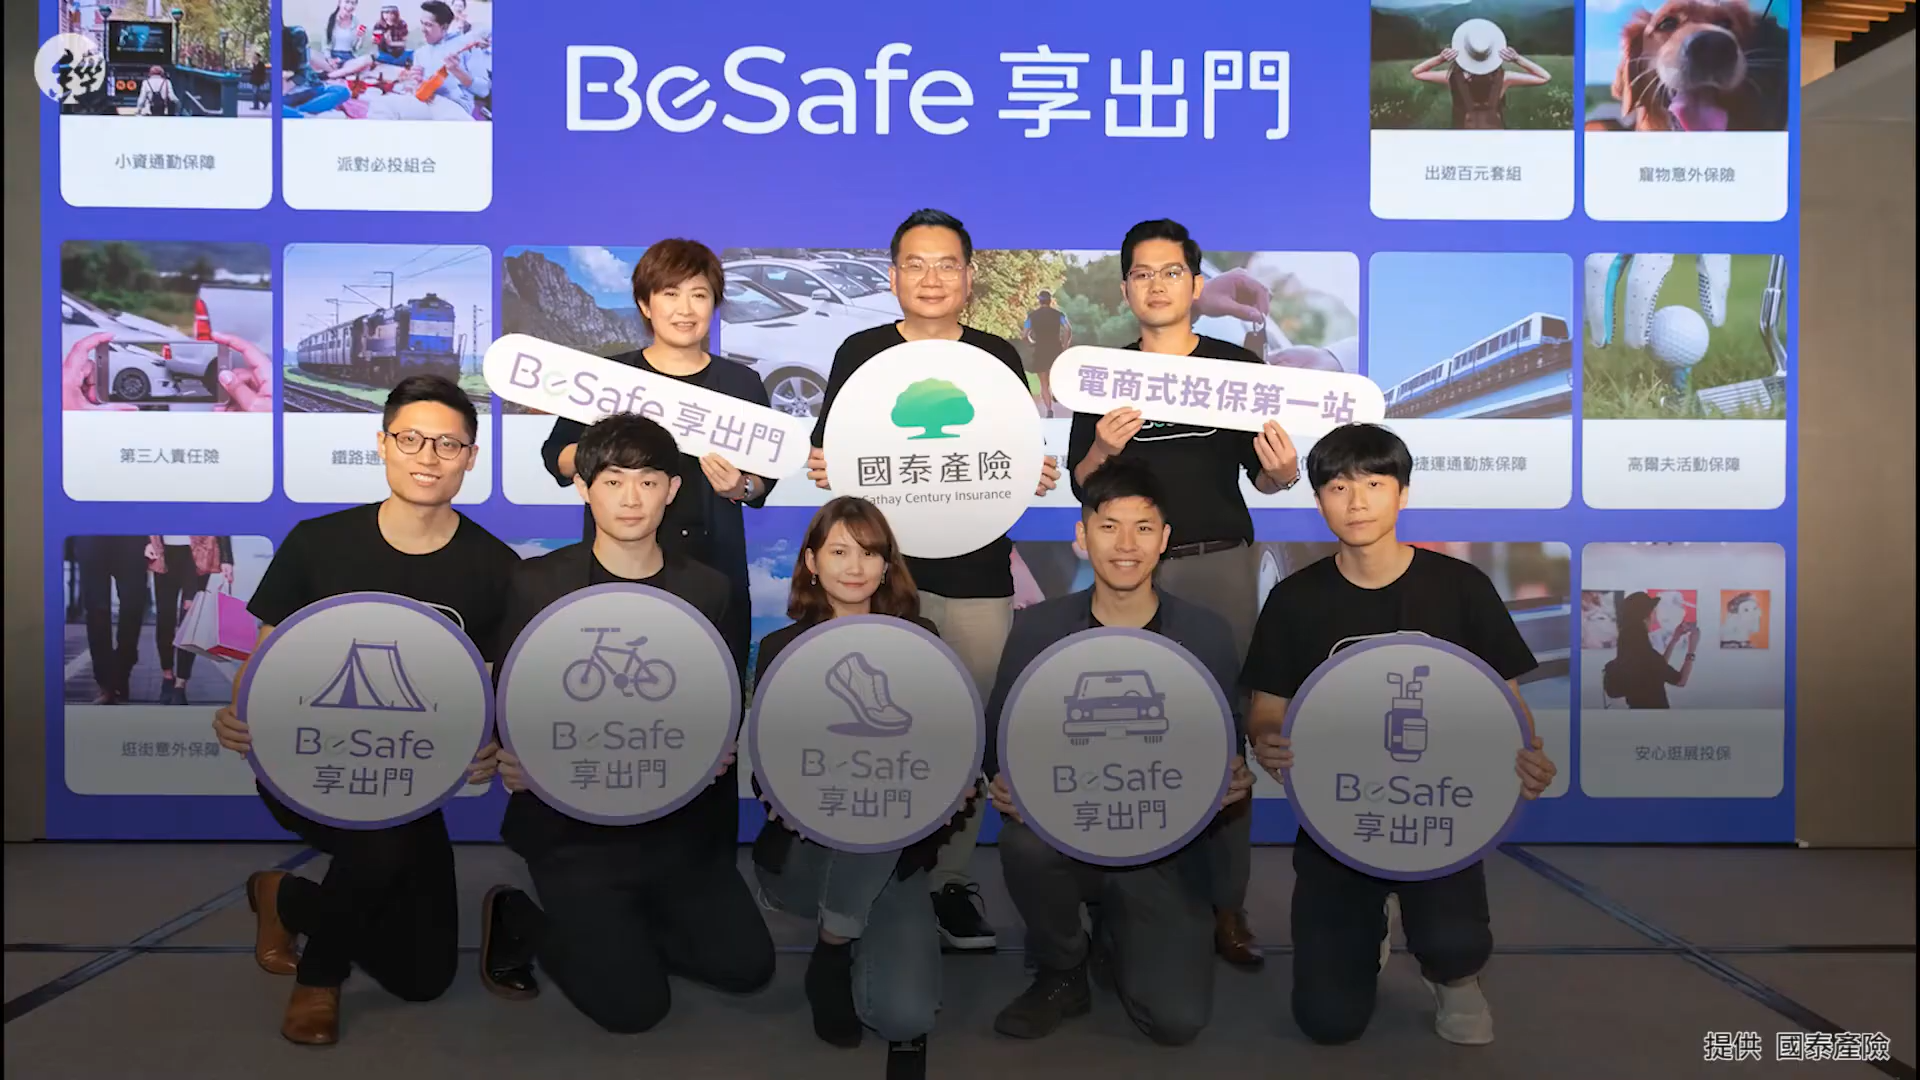 經
BeSafe 享出門
小資通勤保障
派對必投組合
出遊百元套組
寵物意外保險
第三人責任險
鐵路通
捷運通勤族保障
高爾夫活動保障
BeSafe 享出門
國泰產險
Cathay Century Insurance
電商式投保第一站
逛街意外保障
安心逛展投保
BeSafe
享出門
BeSafe
享出門
BeSafe
享出門
BeSafe
享出門
BeSafe
享出門
提供 國泰產險